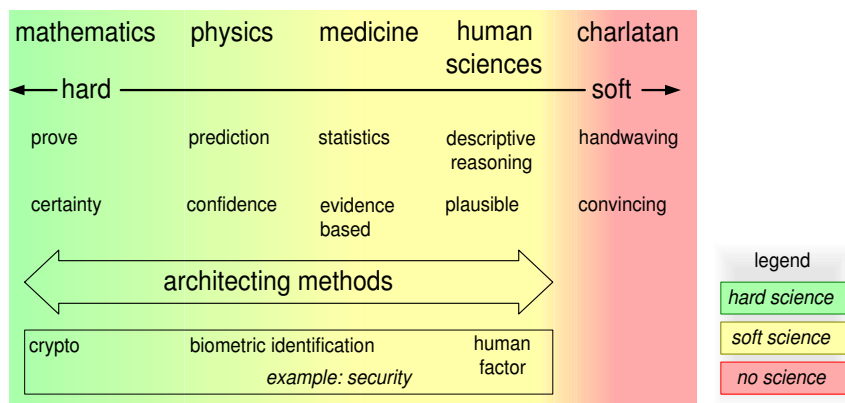 mathematics physics medicine human sciences charlatan
hard soft
prove prediction statistics descriptive reasoning handwaving
certainty confidence evidence based plausible convincing
architecting methods
crypto biometric identification human factor
example: security
legend
hard science
soft science
no science